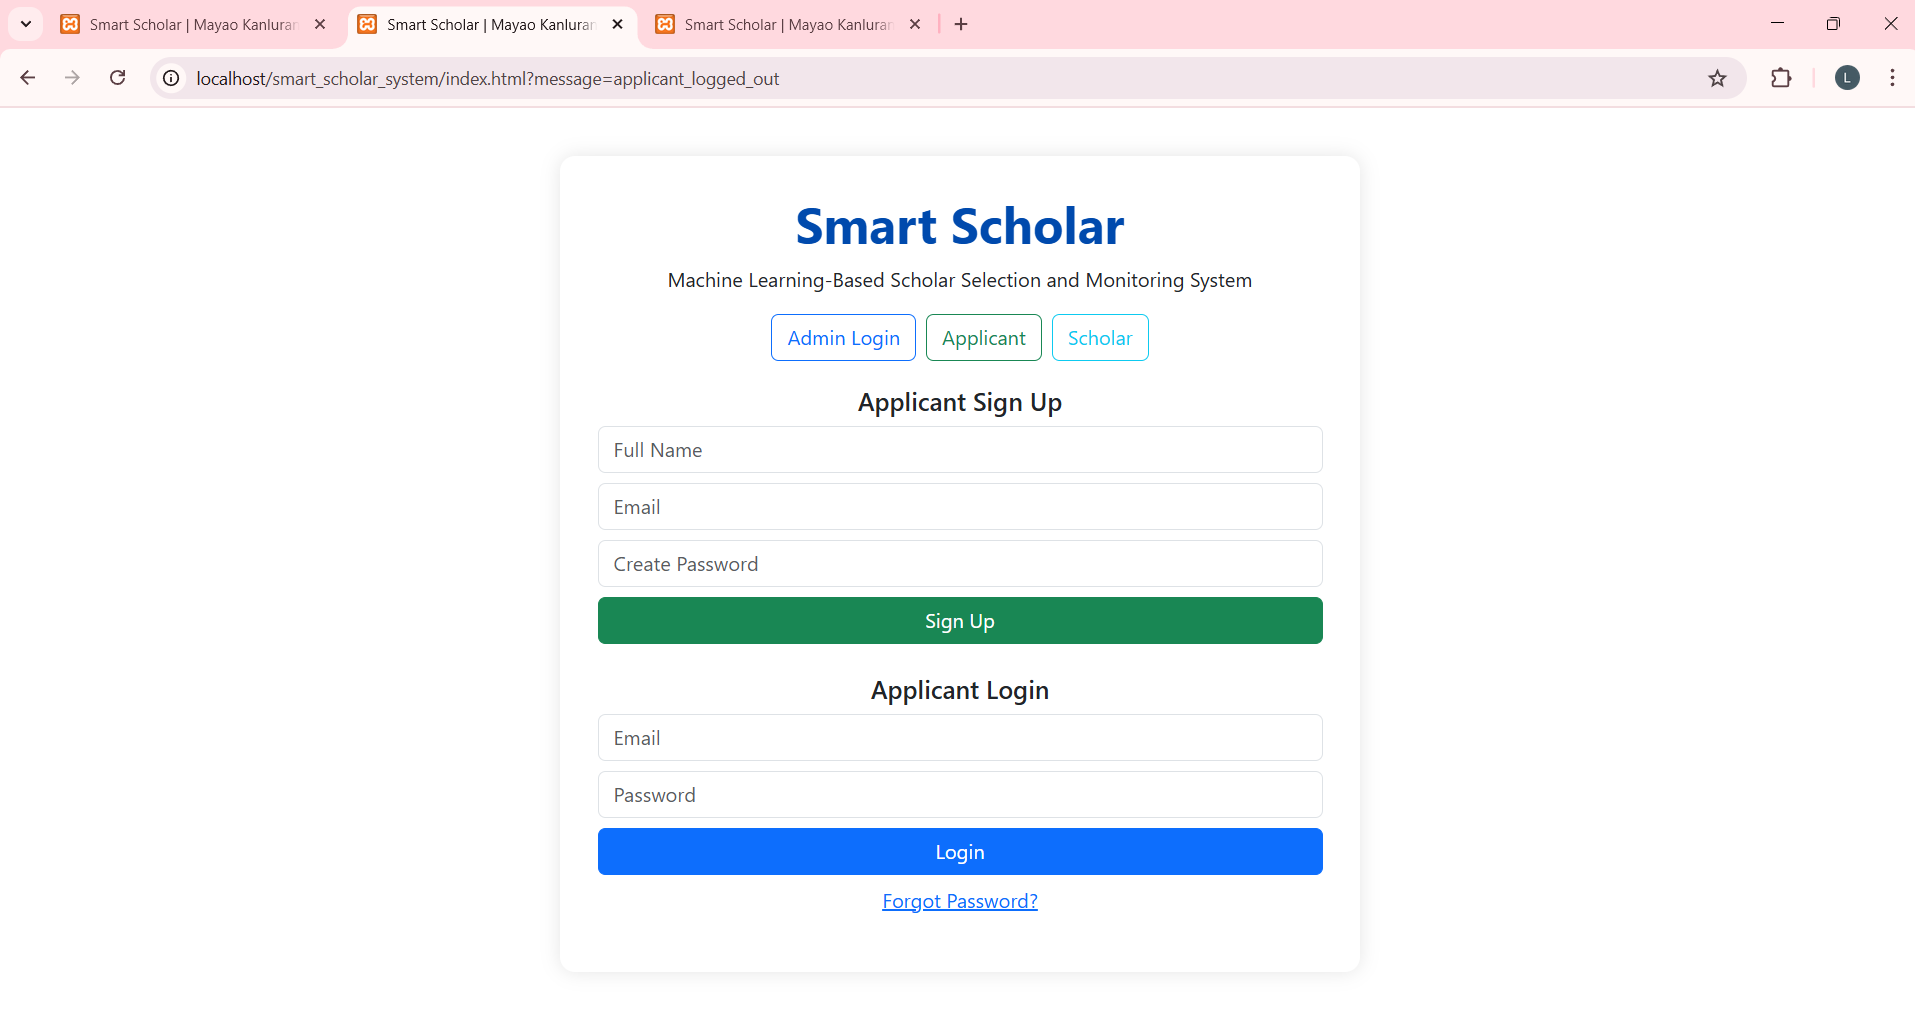 Smart Scholar | Mayao Kanluran
Smart Scholar | Mayao Kanluran
Smart Scholar | Mayao Kanluran
localhost/smart_scholar_system/index.html?message=applicant_logged_out
L
Smart Scholar
Machine Learning-Based Scholar Selection and Monitoring System
Admin Login Applicant Scholar
Applicant Sign Up
Full Name
Email
Create Password
Sign Up
Applicant Login
Email
Password
Login
Forgot Password?